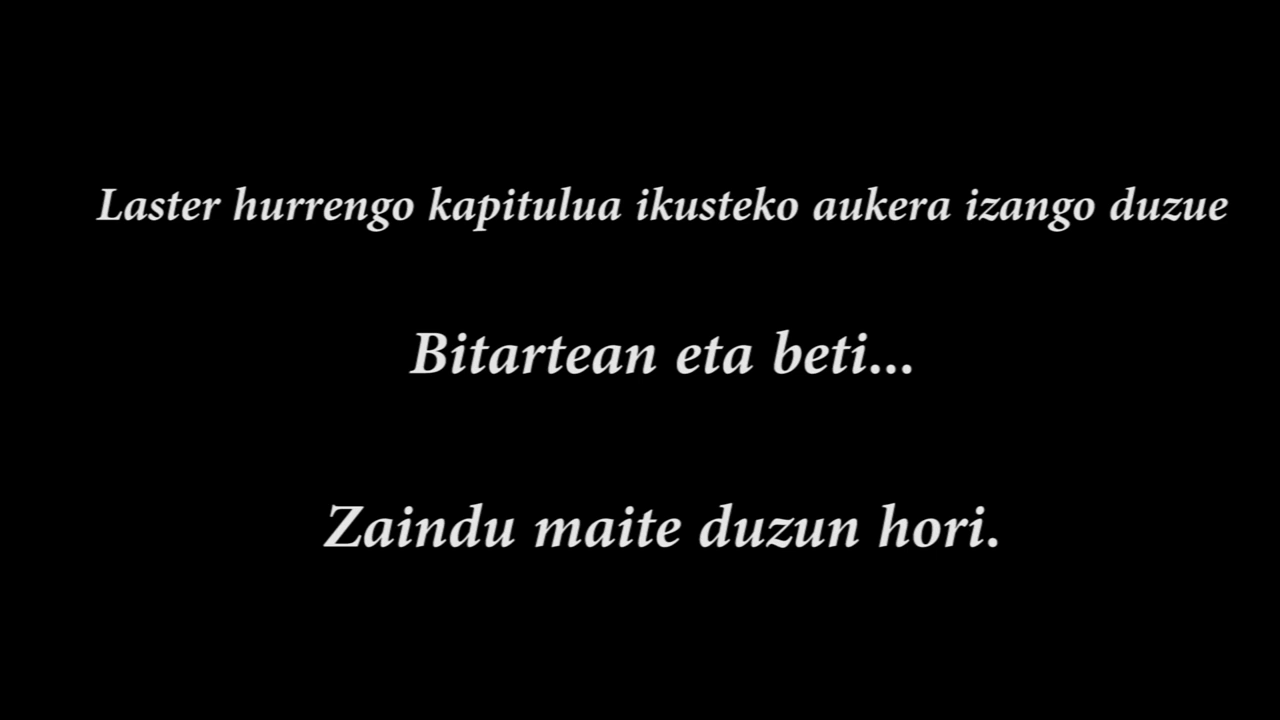 Laster hurrengo kapitulua ikusteko aukera izango duzue
Bitartean eta beti...
Zaindu maite duzun hori.